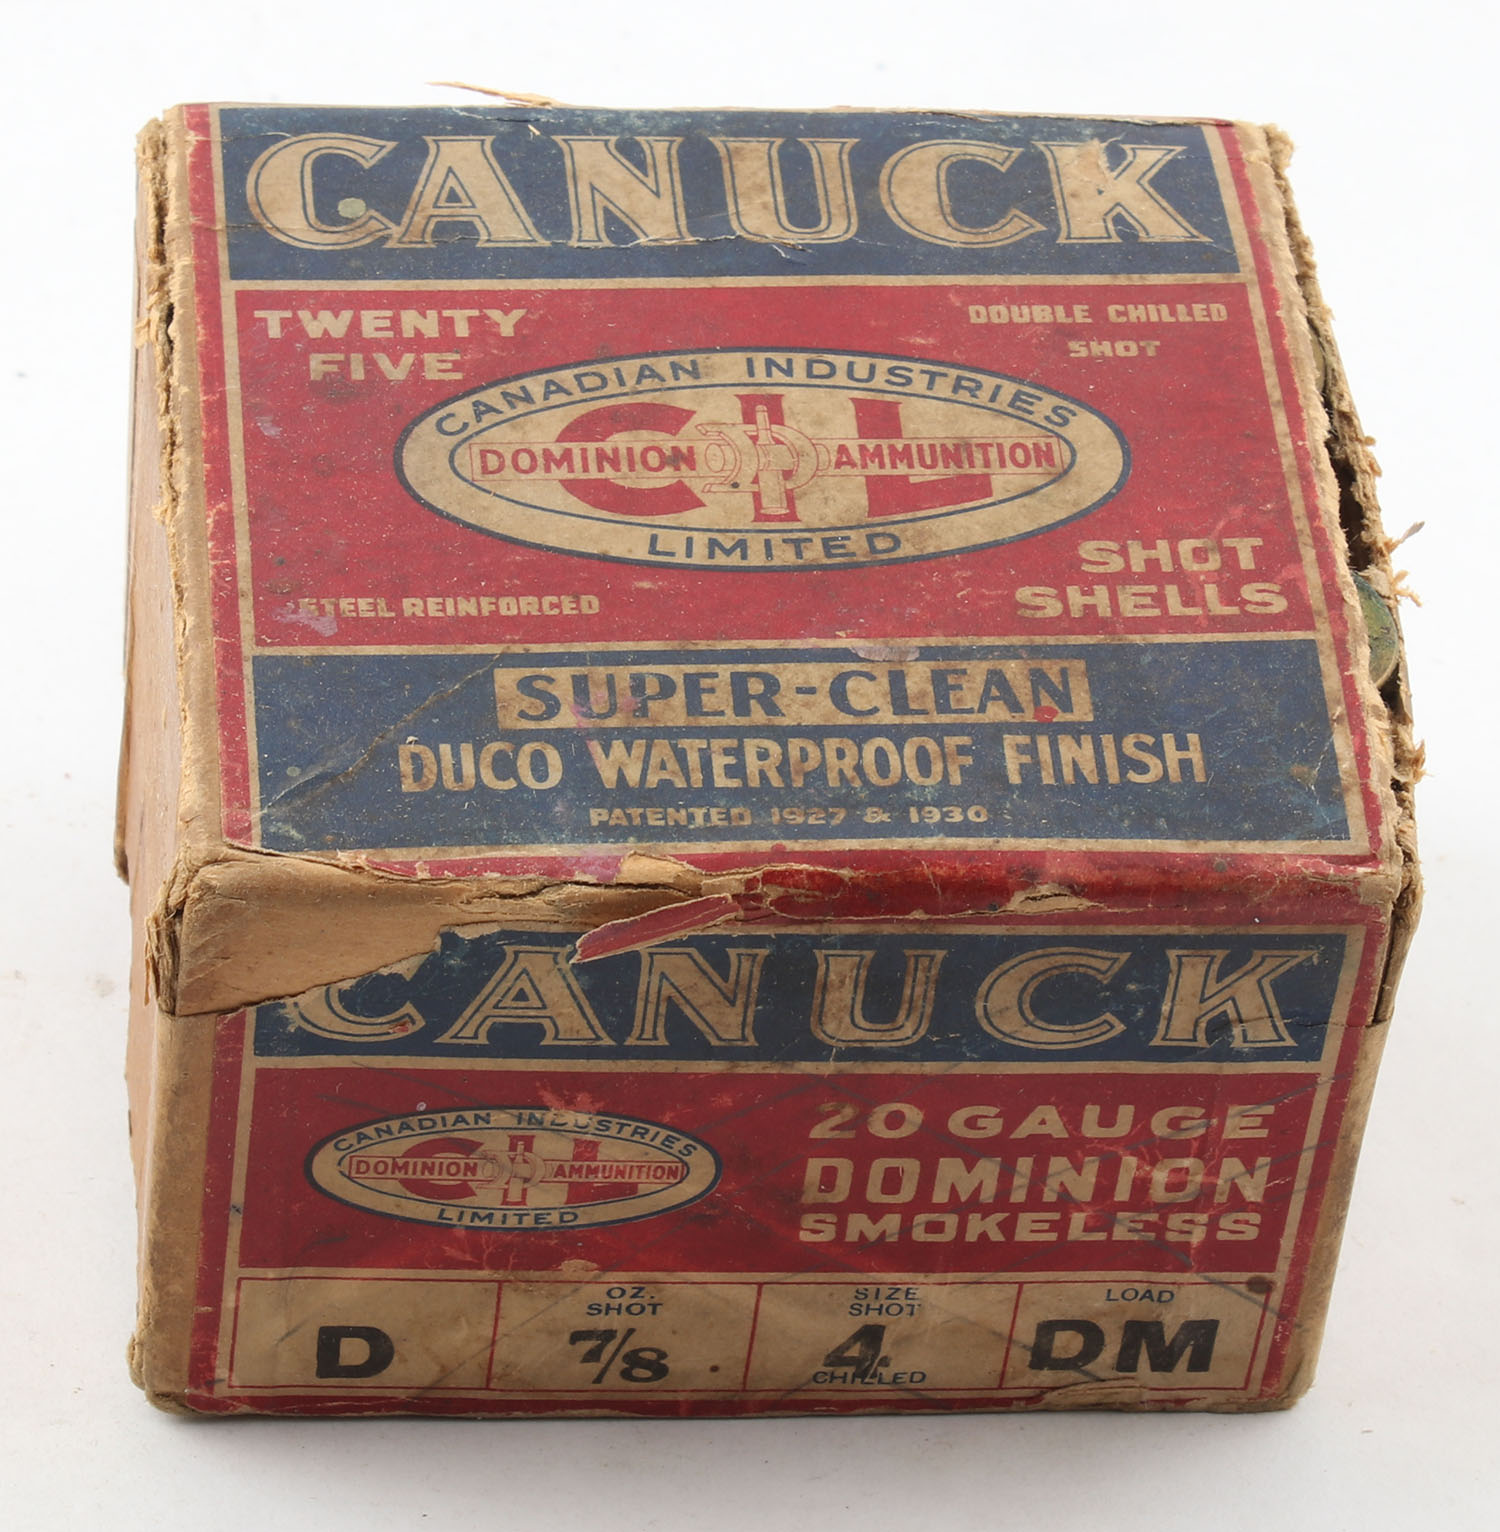 CANUCK
TWENTY
FIVE
DOUBLE CHILLED
SHOT
CANADIAN INDUSTRIES
CIL
DOMINION AMMUNITION
LIMITED
STEEL REINFORCED
SHOT
SHELLS
SUPER-CLEAN
DUCO WATERPROOF FINISH
PATENTED 1927 & 1930
CANUCK
CANADIAN INDUSTRIES
CIL
DOMINION AMMUNITION
LIMITED
20 GAUGE
DOMINION
SMOKELESS
D
OZ.
SHOT
7/8
SIZE
SHOT
4
CHILLED
LOAD
DM